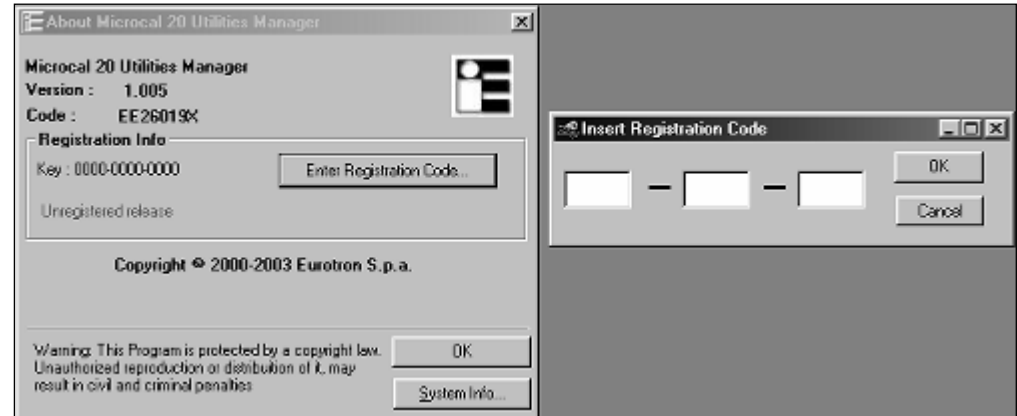 About Microcal 20 Utilities Manager
Microcal 20 Utilities Manager
Version : 1.005
Code : EE26019X
Registration Info
Key : 0000-0000-0000
Enter Registration Code...
Unregistered release
Copyright © 2000-2003 Eurotron S.p.a.
Warning: This Program is protected by a copyright law.
Unauthorized reproduction or distribution of it, may
result in civil and criminal penalties
OK
System Info...
Insert Registration Code
OK
Cancel